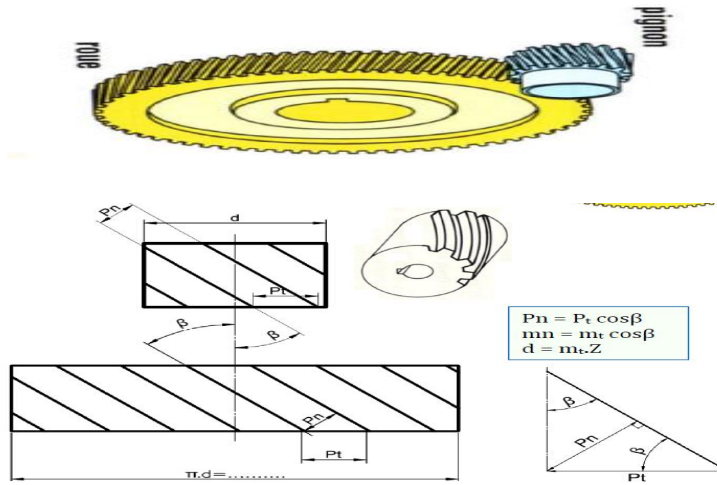 roue
pignon
Pn
d
Pt
β
β
Pn = Pₜ cosβ
mn = mₜ cosβ
d = mₜ.Z
Pn
Pt
π.d=..........
β
Pn
β
Pt